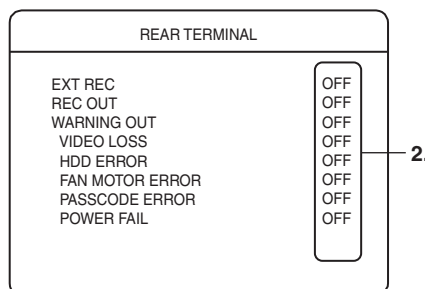 REAR TERMINAL
EXT REC OFF
REC OUT OFF
WARNING OUT OFF
VIDEO LOSS OFF
HDD ERROR OFF
FAN MOTOR ERROR OFF
PASSCODE ERROR OFF
POWER FAIL OFF
2.